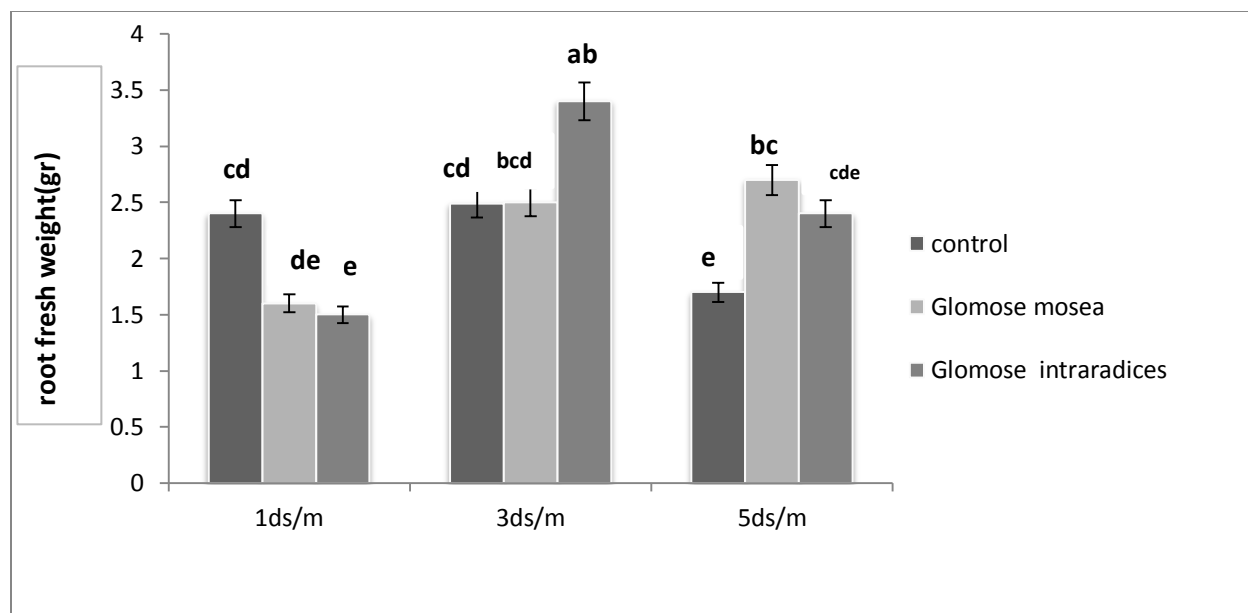 root fresh weight(gr)
4
3.5
3
2.5
2
1.5
1
0.5
0
cd
de
e
cd
bcd
ab
e
bc
cde
1ds/m
3ds/m
5ds/m
control
Glomose mosea
Glomose intraradices